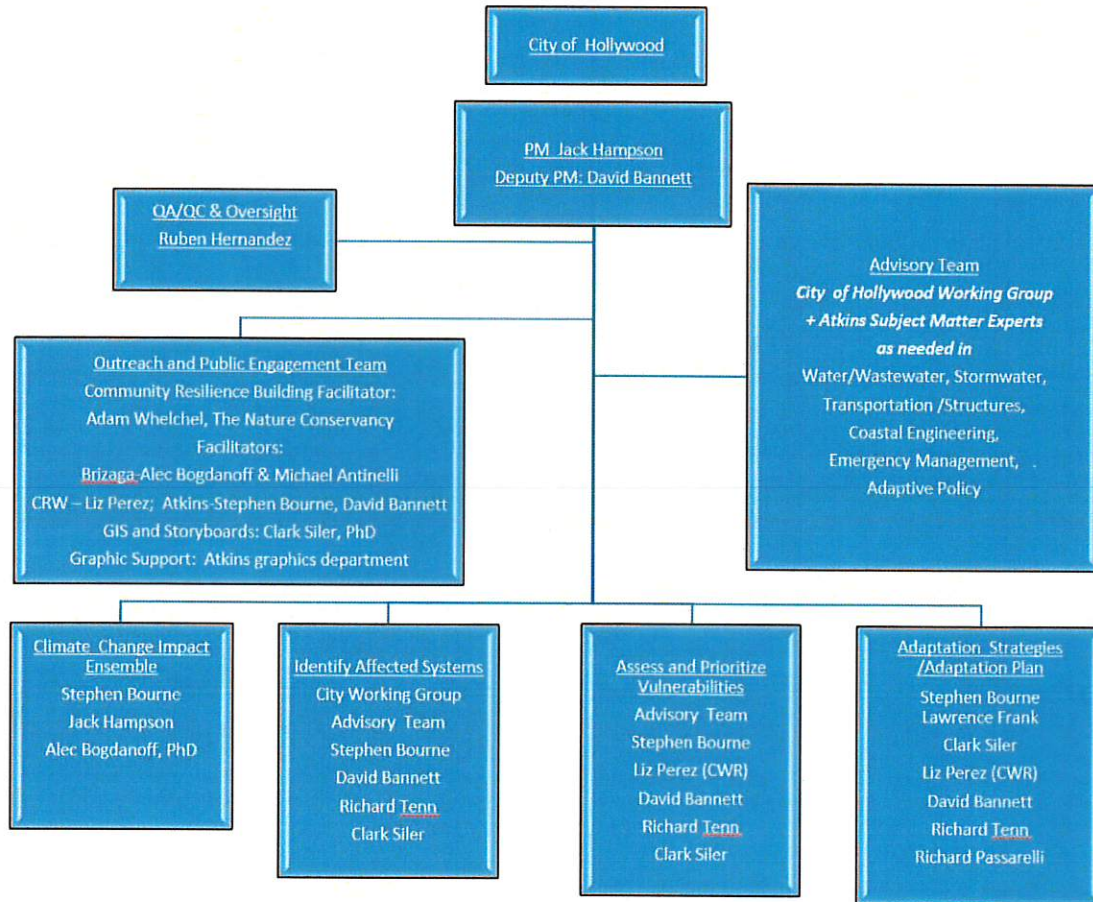 City of Hollywood
PM Jack Hampson
Deputy PM: David Bannett
QA/QC & Oversight
Ruben Hernandez
Advisory Team
City of Hollywood Working Group
+ Atkins Subject Matter Experts
as needed in
Water/Wastewater, Stormwater,
Transportation /Structures,
Coastal Engineering,
Emergency Management,
Adaptive Policy
Outreach and Public Engagement Team
Community Resilience Building Facilitator:
Adam Whelchel, The Nature Conservancy
Facilitators:
Brizaga-Alec Bogdanoff & Michael Antinelli
CRW – Liz Perez; Atkins-Stephen Bourne, David Bannett
GIS and Storyboards: Clark Siler, PhD
Graphic Support: Atkins graphics department
Climate Change Impact
Ensemble
Stephen Bourne
Jack Hampson
Alec Bogdanoff, PhD
Identify Affected Systems
City Working Group
Advisory Team
Stephen Bourne
David Bannett
Richard Tenn
Clark Siler
Assess and Prioritize
Vulnerabilities
Advisory Team
Stephen Bourne
Liz Perez (CWR)
David Bannett
Richard Tenn
Clark Siler
Adaptation Strategies
/Adaptation Plan
Stephen Bourne
Lawrence Frank
Clark Siler
Liz Perez (CWR)
David Bannett
Richard Tenn
Richard Passarelli